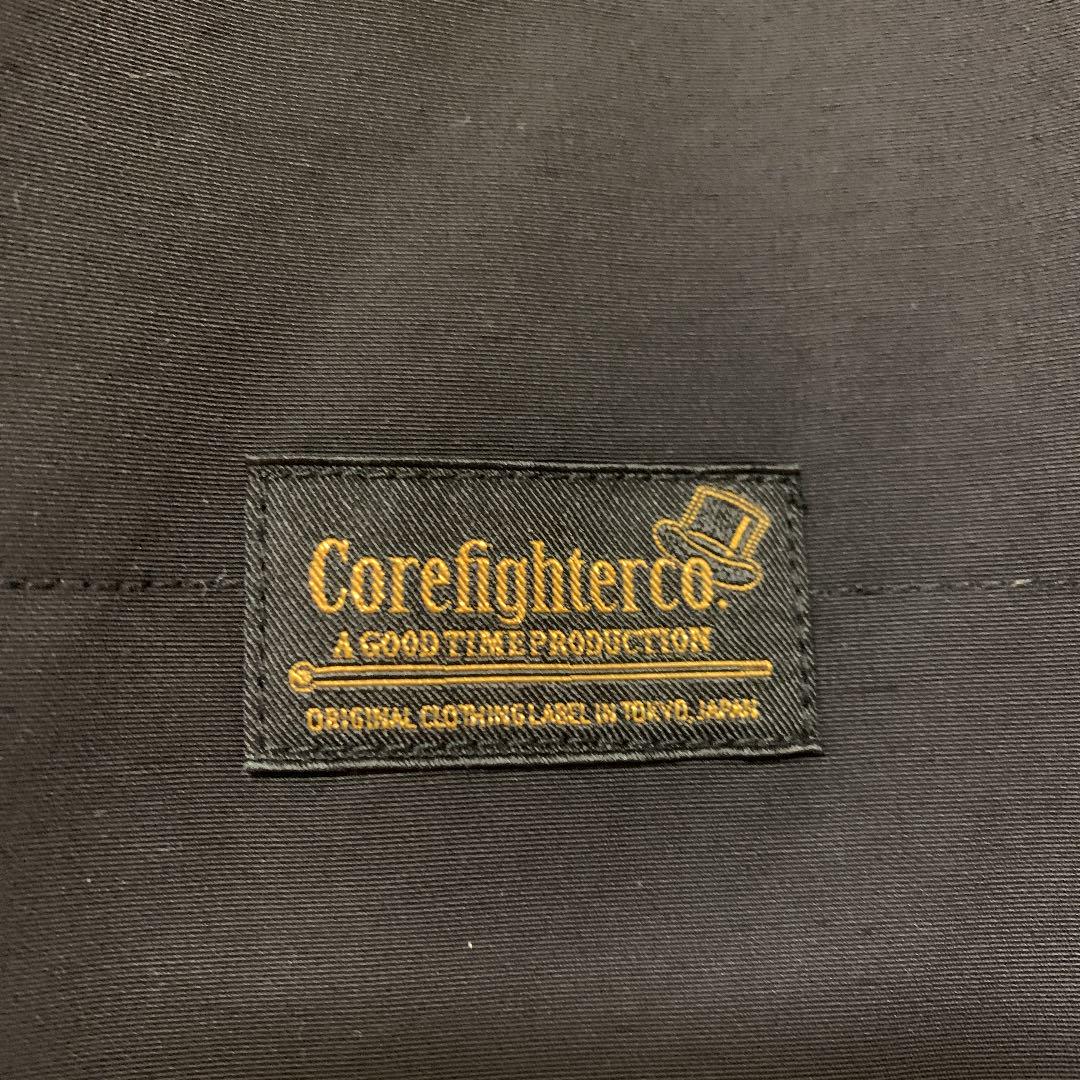 Corefighterco.
A GOOD TIME PRODUCTION
ORIGINAL CLOTHING LABEL IN TOKYO, JAPAN